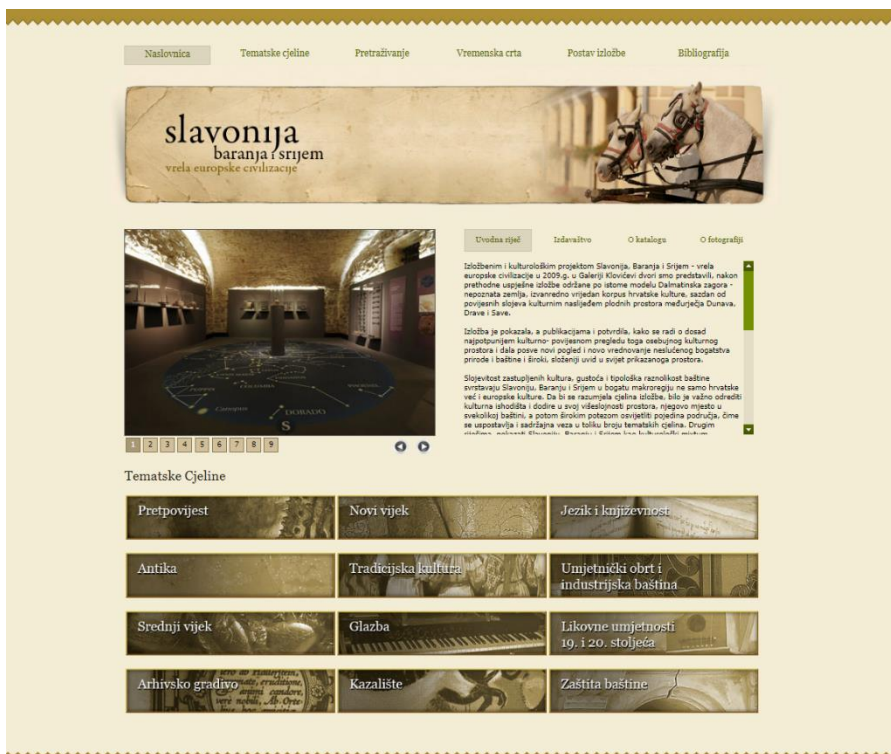 Naslovnica
Tematske cjeline
Pretraživanje
Vremenska crta
Postav izložbe
Bibliografija
slavonija
baranja i srijem
vrela europske civilizacije
Uvodna riječ
Izdavaštvo
O katalogu
O fotografiji
Izložbenim i kulturološkim projektom Slavonija, Baranja i Srijem - vrela
europske civilizacije u 2009.g. u Galeriji Klovićevi dvori smo predstavili, nakon
prethodne uspješne izložbe održane po istome modelu Dalmatinska zagora -
nepoznata zemlja, izvanredno vrijedan korpus hrvatske kulture, sazdan od
povijesnih slojeva kulturnim naslijeđem plodnih prostora međurječja Dunava,
Drave i Save.
Izložba je pokazala, a publikacijama i potvrdila, kako se radi o dosad
najpotpunijem kulturno- povijesnom pregledu toga osebujnog kulturnog
prostora i dala posve novi pogled i novo vrednovanje neslućenog bogatstva
prirode i baštine i široki, složeniji uvid u svijet prikazanoga prostora.
Slojevitost zastupljenih kultura, gustoća i tipološka raznolikost baštine
svrstavaju Slavoniju, Baranju i Srijem u bogatu makroregiju ne samo hrvatske
već i europske kulture. Da bi se razumjela cjelina izložbe, bilo je važno odrediti
kulturna ishodišta i dodire u svoj višeslojnosti prostora, njegovo mjesto u
svekolikoj baštini, a potom širokim potezom osvijetliti pojedina područja, čime
se uspostavlja i sadržajna veza u toliku broju tematskih cjelina. Drugim
Canopus
DORADO
S
1 2 3 4 5 6 7 8 9
Tematske Cjeline
Pretpovijest
Novi vijek
Jezik i književnost
Antika
Tradicijska kultura
Umjetnički obrt i
industrijska baština
Srednji vijek
Glazba
Likovne umjetnosti
19. i 20. stoljeća
Arhivsko gradivo
Kazalište
Zaštita baštine